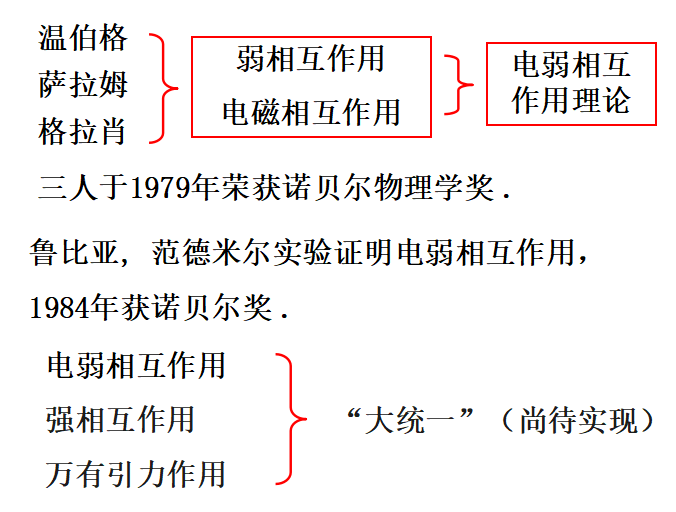 温伯格
萨拉姆
格拉肖
弱相互作用
电磁相互作用
电弱相互
作用理论
三人于1979年荣获诺贝尔物理学奖.
鲁比亚, 范德米尔实验证明电弱相互作用,
1984年获诺贝尔奖.
电弱相互作用
强相互作用
万有引力作用
“大统一”（尚待实现）